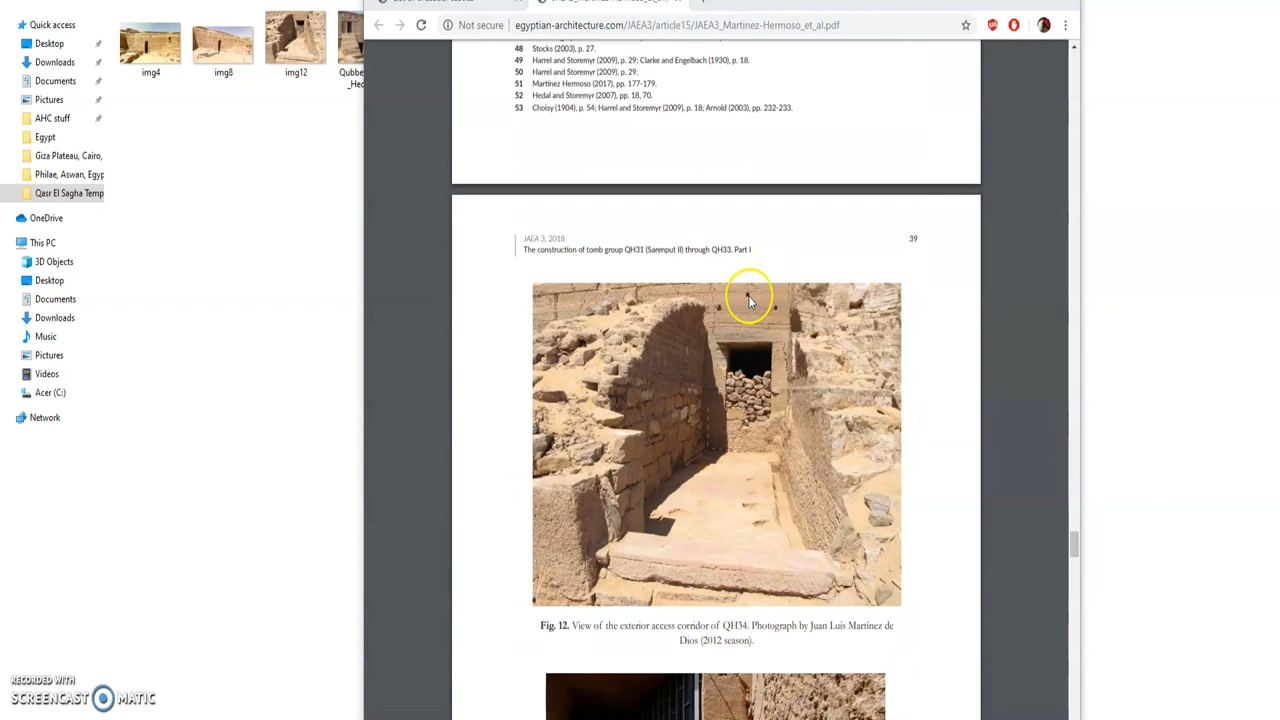 Quick access
Desktop
Downloads
Documents
Pictures
AHC stuff
Egypt
Giza Plateau, Cairo,
Philae, Aswan, Egyp
Qasr El Sagha Temp
OneDrive
This PC
3D Objects
Desktop
Documents
Downloads
Music
Pictures
Videos
Acer (C:)
Network
img4
img8
img12
Qubbe
_Hec
Not secure
egyptian-architecture.com/JAEA3/article15/JAEA3_Martinez-Hermoso_et_al.pdf
48 Stocks (2003), p. 27.
49 Harrel and Storemyr (2009), p. 29; Clarke and Engelbach (1930), p. 18.
50 Harrel and Storemyr (2009), p. 29.
51 Martínez Hermoso (2017), pp. 177-179.
52 Hedal and Storemyr (2007), pp. 18, 70.
53 Choisy (1904), p. 54; Harrel and Storemyr (2009), p. 18; Arnold (2003), pp. 232-233.
JAEA 3, 2018 39
The construction of tomb group QH31 (Sarenput II) through QH33. Part I
Fig. 12. View of the exterior access corridor of QH34. Photograph by Juan Luís Martínez de
Dios (2012 season).
RECORDED WITH
SCREENCAST MATIC